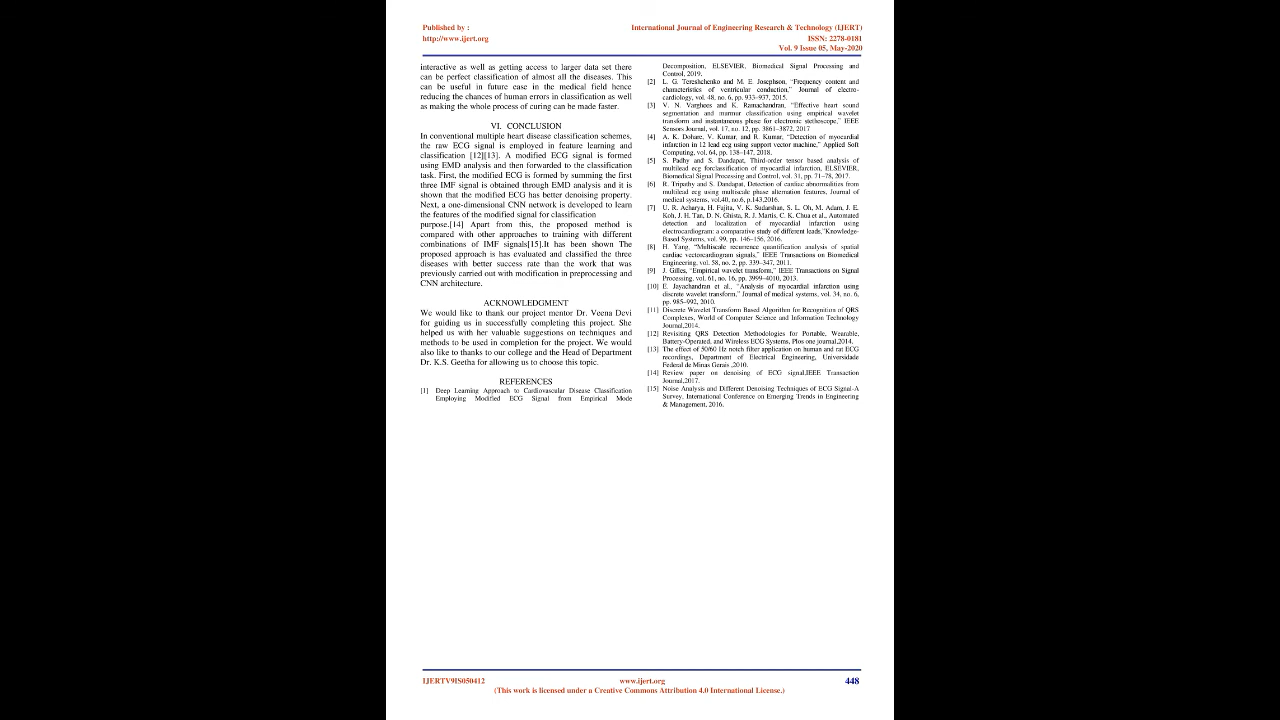 Published by :
http://www.ijert.org
International Journal of Engineering Research & Technology (IJERT)
ISSN: 2278-0181
Vol. 9 Issue 05, May-2020
interactive as well as getting access to larger data set there
can be perfect classification of almost all the diseases. This
can be useful in future case in the medical field hence
reducing the chances of human errors in classification as well
as making the whole process of curing can be made faster.
VI. CONCLUSION
In conventional multiple heart disease classification schemes,
the raw ECG signal is employed in feature learning and
classification [12][13]. A modified ECG signal is formed
using EMD analysis and then forwarded to the classification
task. First, the modified ECG is formed by summing the first
three IMF signal is obtained through EMD analysis and it is
shown that the modified ECG has better denoising property.
Next, a one-dimensional CNN network is developed to learn
the features of the modified signal for classification
purpose.[14] Apart from this, the proposed method is
compared with other approaches to training with different
combinations of IMF signals[15].It has been shown The
proposed approach is has evaluated and classified the three
diseases with better success rate than the work that was
previously carried out with modification in preprocessing and
CNN architecture.
ACKNOWLEDGMENT
We would like to thank our project mentor Dr. Veena Devi
for guiding us in successfully completing this project. She
helped us with her valuable suggestions on techniques and
methods to be used in completion for the project. We would
also like to thanks to our college and the Head of Department
Dr. K.S. Geetha for allowing us to choose this topic.
REFERENCES
[1] Deep Learning Approach to Cardiovascular Disease Classification
Employing Modified ECG Signal from Empirical Mode
Decomposition, ELSEVIER, Biomedical Signal Processing and
Control, 2019.
[2] L. G. Tereshchenko and M. E. Josephson, "Frequency content and
characteristics of ventricular conduction," Journal of electro-
cardiology, vol. 48, no. 6, pp. 933–937, 2015.
[3] V. N. Varghees and K. Ramachandran, "Effective heart sound
segmentation and murmur classification using empirical wavelet
transform and instantaneous phase for electronic stethoscope," IEEE
Sensors Journal, vol. 17, no. 12, pp. 3861–3872, 2017
[4] A. K. Dohare, V. Kumar, and R. Kumar, "Detection of myocardial
infarction in 12 lead ecg using support vector machine," Applied Soft
Computing, vol. 64, pp. 138–147, 2018.
[5] S. Padhy and S. Dandapat, Third-order tensor based analysis of
multilead ecg forclassification of myocardial infarction, ELSEVIER,
Biomedical Signal Processing and Control, vol. 31, pp. 71–78, 2017.
[6] R. Tripathy and S. Dandapat, Detection of cardiac abnormalities from
multilead ecg using multiscale phase alternation features, Journal of
medical systems, vol.40, no.6, p.143,2016.
[7] U. R. Acharya, H. Fujita, V. K. Sudarshan, S. L. Oh, M. Adam, J. E.
Koh, J. H. Tan, D. N. Ghista, R. J. Martis, C. K. Chua et al., Automated
detection and localization of myocardial infarction using
electrocardiogram: a comparative study of different leads,"Knowledge-
Based Systems, vol. 99, pp. 146–156, 2016.
[8] H. Yang, "Multiscale recurrence quantification analysis of spatial
cardiac vectorcardiogram signals," IEEE Transactions on Biomedical
Engineering, vol. 58, no. 2, pp. 339–347, 2011.
[9] J. Gilles, "Empirical wavelet transform," IEEE Transactions on Signal
Processing, vol. 61, no. 16, pp. 3999–4010, 2013.
[10] E. Jayachandran et al., "Analysis of myocardial infarction using
discrete wavelet transform," Journal of medical systems, vol. 34, no. 6,
pp. 985–992, 2010.
[11] Discrete Wavelet Transform Based Algorithm for Recognition of QRS
Complexes, World of Computer Science and Information Technology
Journal,2014.
[12] Revisiting QRS Detection Methodologies for Portable, Wearable,
Battery-Operated, and Wireless ECG Systems, Plos one journal,2014.
[13] The effect of 50/60 Hz notch filter application on human and rat ECG
recordings, Department of Electrical Engineering, Universidade
Federal de Minas Gerais ,2010.
[14] Review paper on denoising of ECG signal,IEEE Transaction
Journal,2017.
[15] Noise Analysis and Different Denoising Techniques of ECG Signal-A
Survey, International Conference on Emerging Trends in Engineering
& Management, 2016.
IJERTV9IS050412
www.ijert.org
448
(This work is licensed under a Creative Commons Attribution 4.0 International License.)